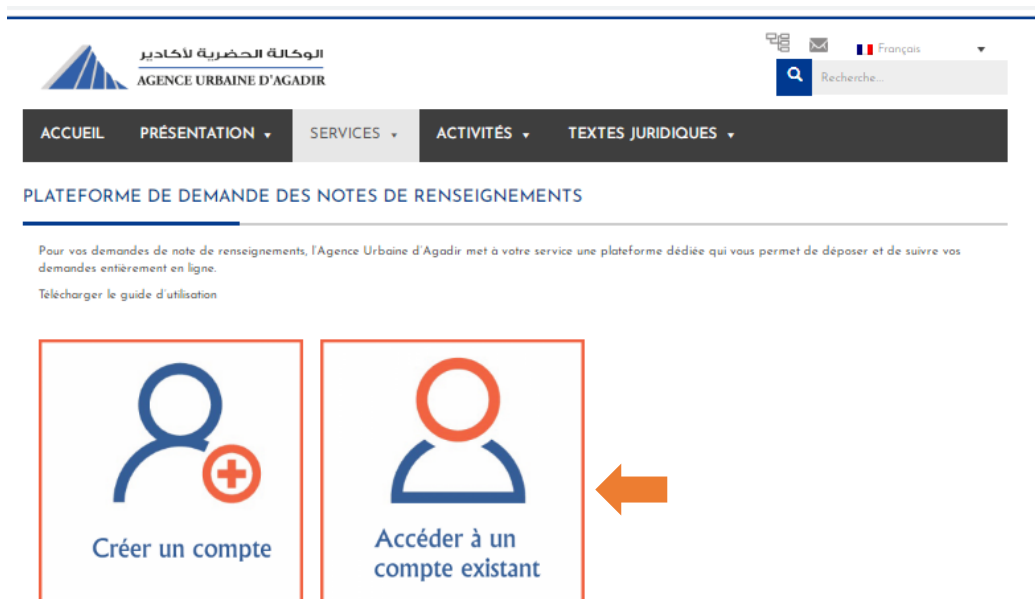 الوكالة الحضرية لأكادير
AGENCE URBAINE D'AGADIR
Français
Recherche...
ACCUEIL PRÉSENTATION SERVICES ACTIVITÉS TEXTES JURIDIQUES
PLATEFORME DE DEMANDE DES NOTES DE RENSEIGNEMENTS
Pour vos demandes de note de renseignements, l'Agence Urbaine d'Agadir met à votre service une plateforme dédiée qui vous permet de déposer et de suivre vos
demandes entièrement en ligne.
Télécharger le guide d'utilisation
Créer un compte
Accéder à un
compte existant